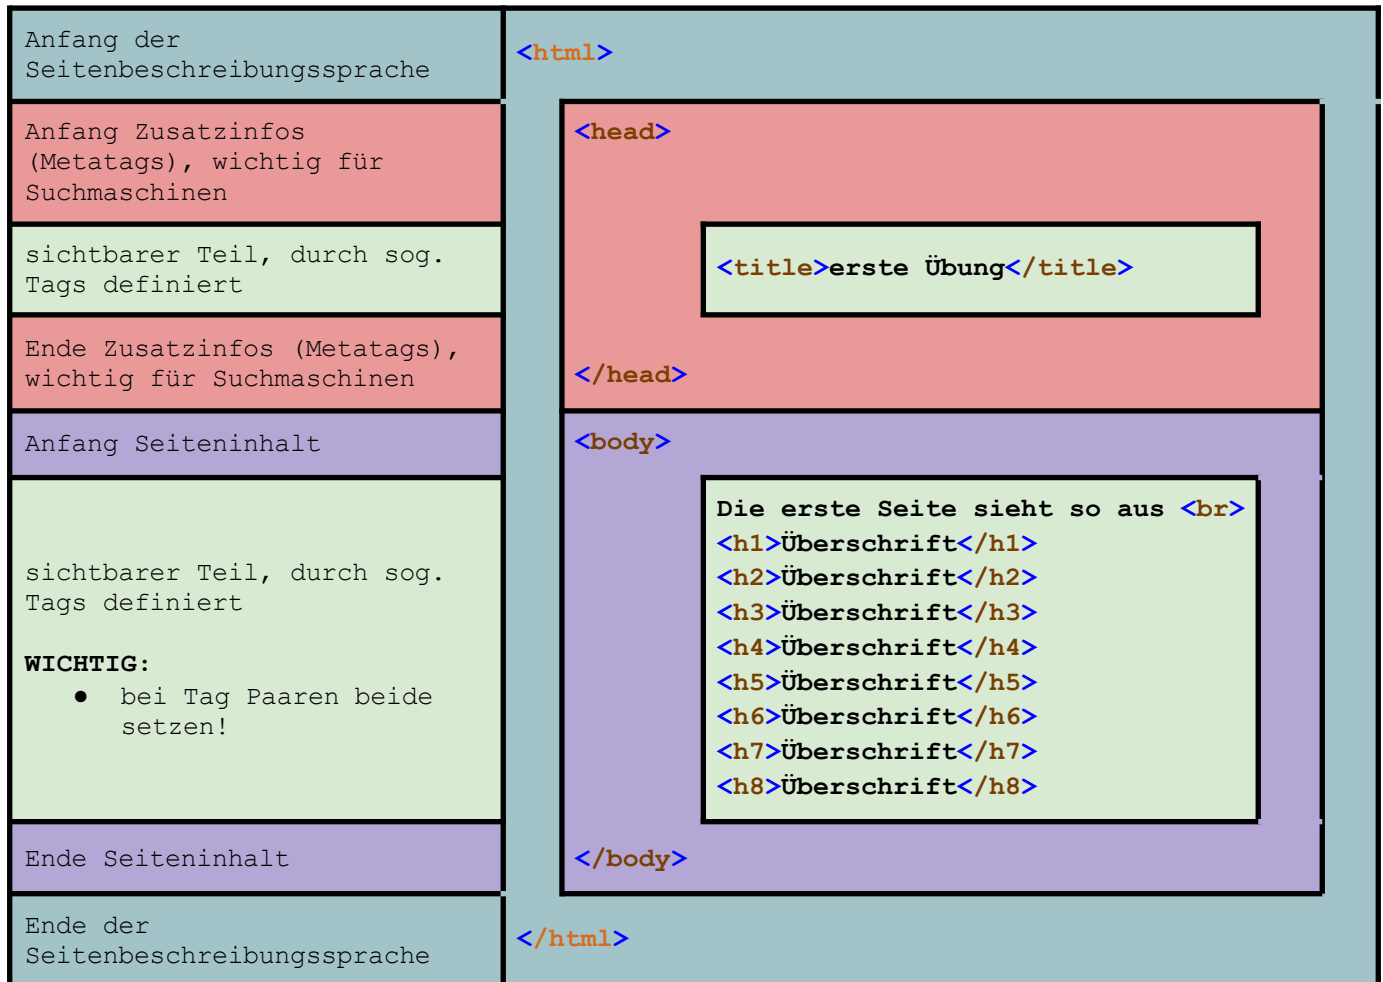 Anfang der
Seitenbeschreibungssprache
<html>
Anfang Zusatzinfos
(Metatags), wichtig für
Suchmaschinen
<head>
sichtbarer Teil, durch sog.
Tags definiert
<title>erste Übung</title>
Ende Zusatzinfos (Metatags),
wichtig für Suchmaschinen
</head>
Anfang Seiteninhalt
<body>
sichtbarer Teil, durch sog.
Tags definiert
WICHTIG:
● bei Tag Paaren beide
setzen!
Die erste Seite sieht so aus <br>
<h1>Überschrift</h1>
<h2>Überschrift</h2>
<h3>Überschrift</h3>
<h4>Überschrift</h4>
<h5>Überschrift</h5>
<h6>Überschrift</h6>
<h7>Überschrift</h7>
<h8>Überschrift</h8>
Ende Seiteninhalt
</body>
Ende der
Seitenbeschreibungssprache
</html>